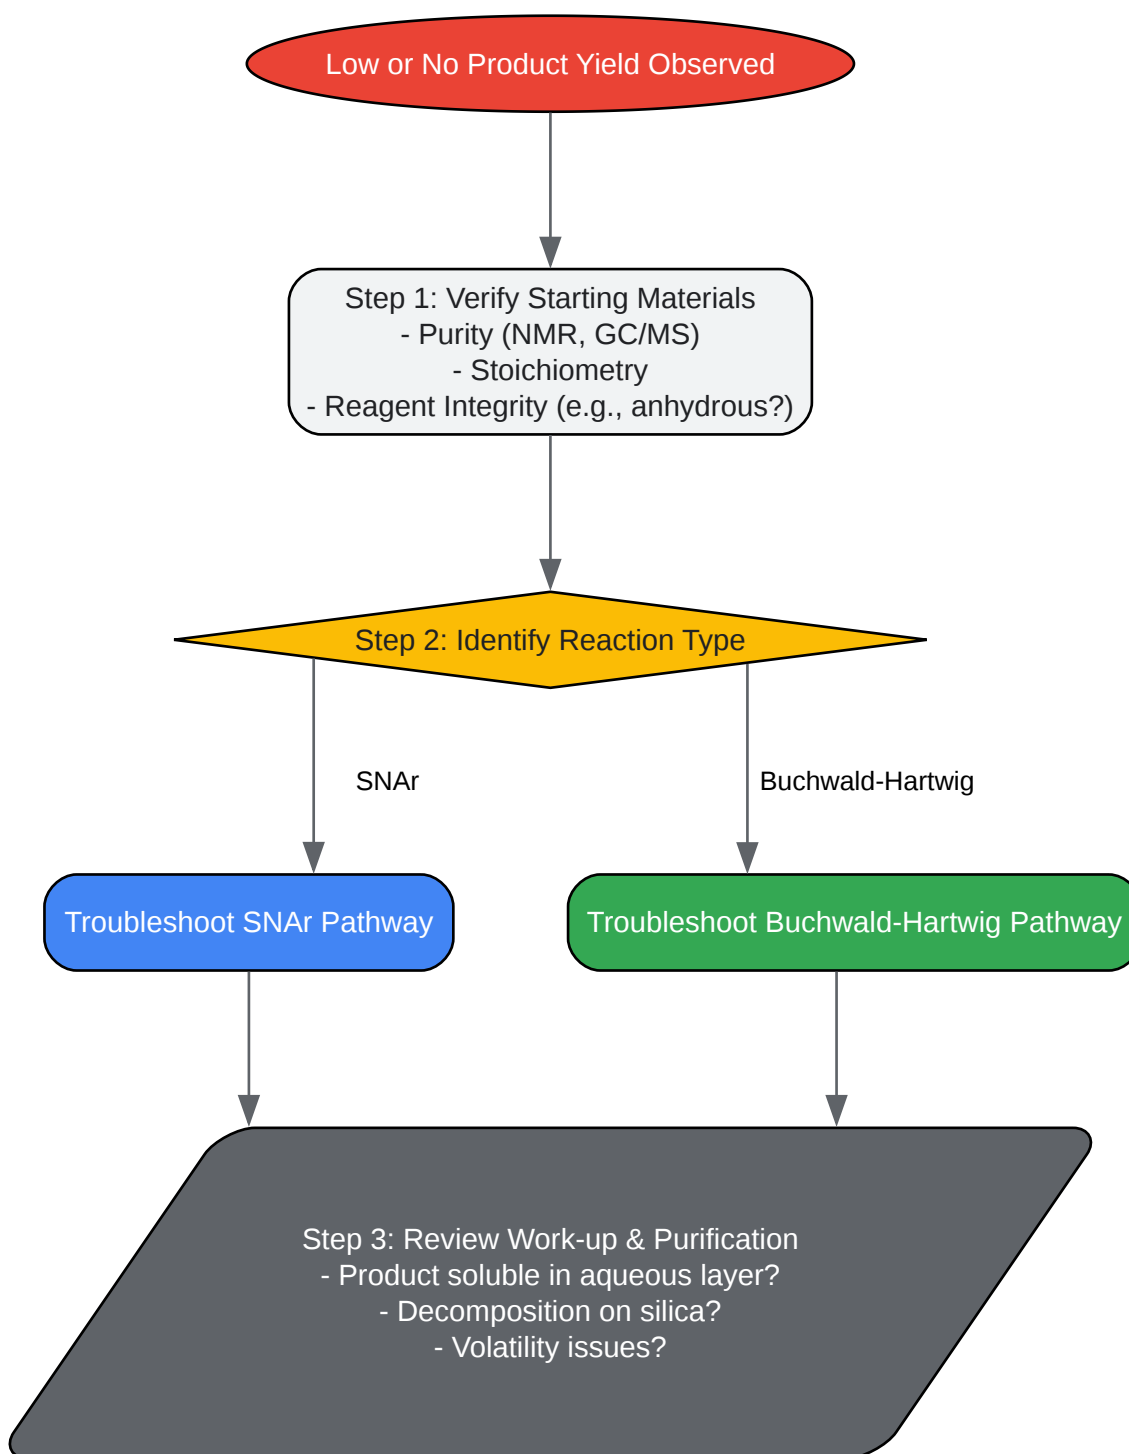 Low or No Product Yield Observed
Step 1: Verify Starting Materials
- Purity (NMR, GC/MS)
- Stoichiometry
- Reagent Integrity (e.g., anhydrous?)
Step 2: Identify Reaction Type
SNAr
Buchwald-Hartwig
Troubleshoot SNAr Pathway
Troubleshoot Buchwald-Hartwig Pathway
Step 3: Review Work-up & Purification
- Product soluble in aqueous layer?
- Decomposition on silica?
- Volatility issues?